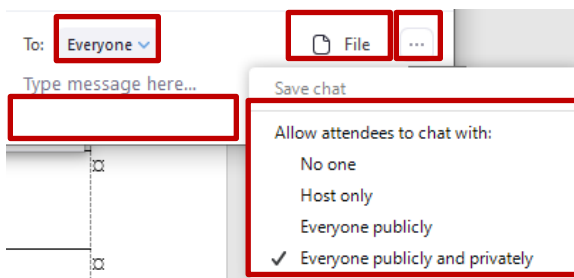 To: Everyone File ...
Type message here...
Save chat
Allow attendees to chat with:
No one
Host only
Everyone publicly
✓ Everyone publicly and privately
¤
¤